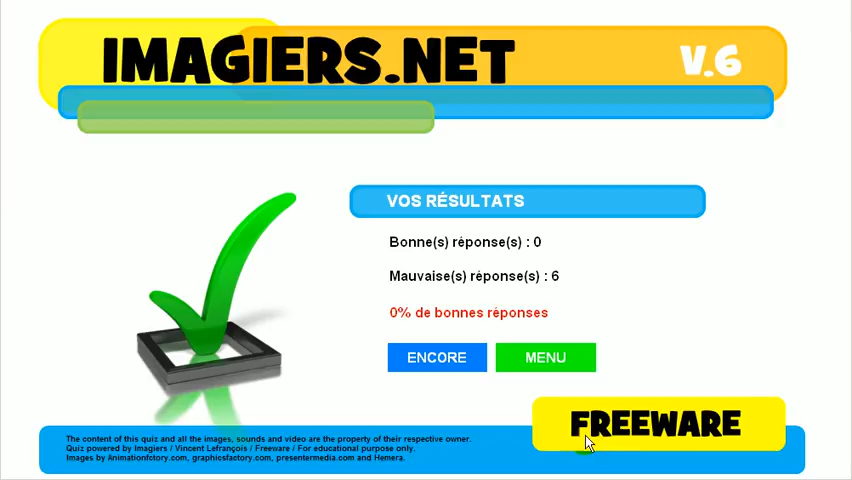 IMAGIERS.NET
V.6
VOS RÉSULTATS
Bonne(s) réponse(s) : 0
Mauvaise(s) réponse(s) : 6
0% de bonnes réponses
ENCORE
MENU
FREEWARE
The content of this quiz and all the images, sounds and video are the property of their respective owner.
Quiz powered by Imagiers / Vincent Lefrançois / Freeware / For educational purpose only.
Images by Animationfctory.com, graphicsfactory.com, presentermedia.com and Hemera.